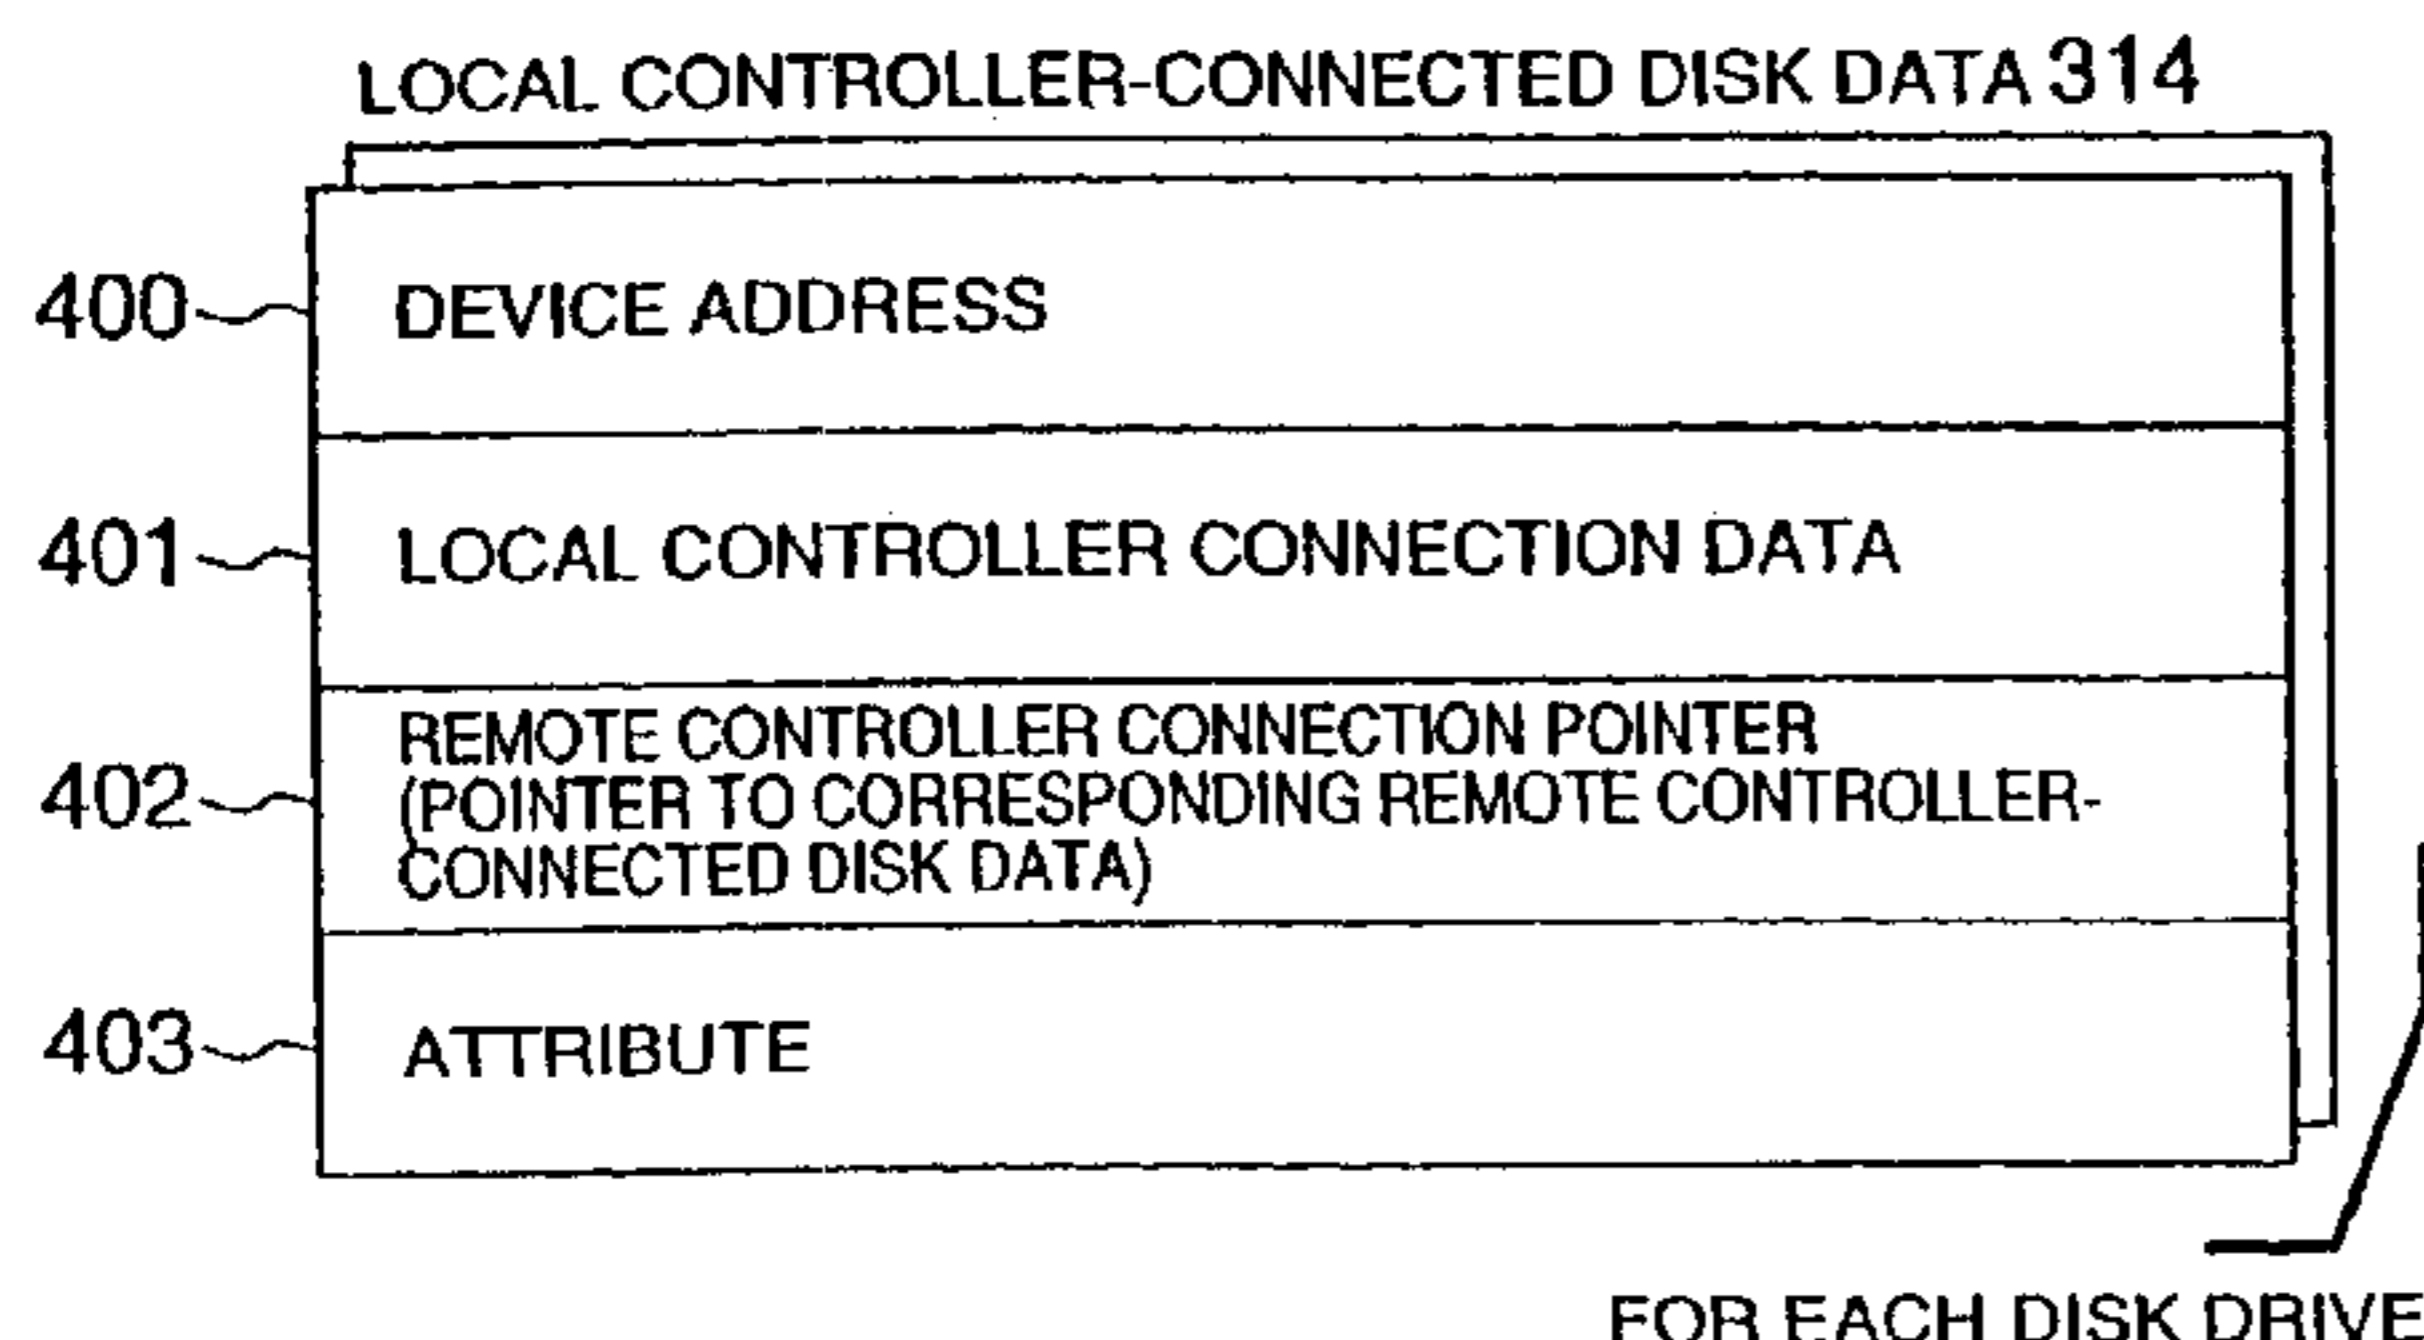 LOCAL CONTROLLER-CONNECTED DISK DATA 314
400 DEVICE ADDRESS
401 LOCAL CONTROLLER CONNECTION DATA
REMOTE CONTROLLER CONNECTION POINTER
402 (POINTER TO CORRESPONDING REMOTE CONTROLLER-
CONNECTED DISK DATA)
403 ATTRIBUTE
FOR EACH DISK DRIVE